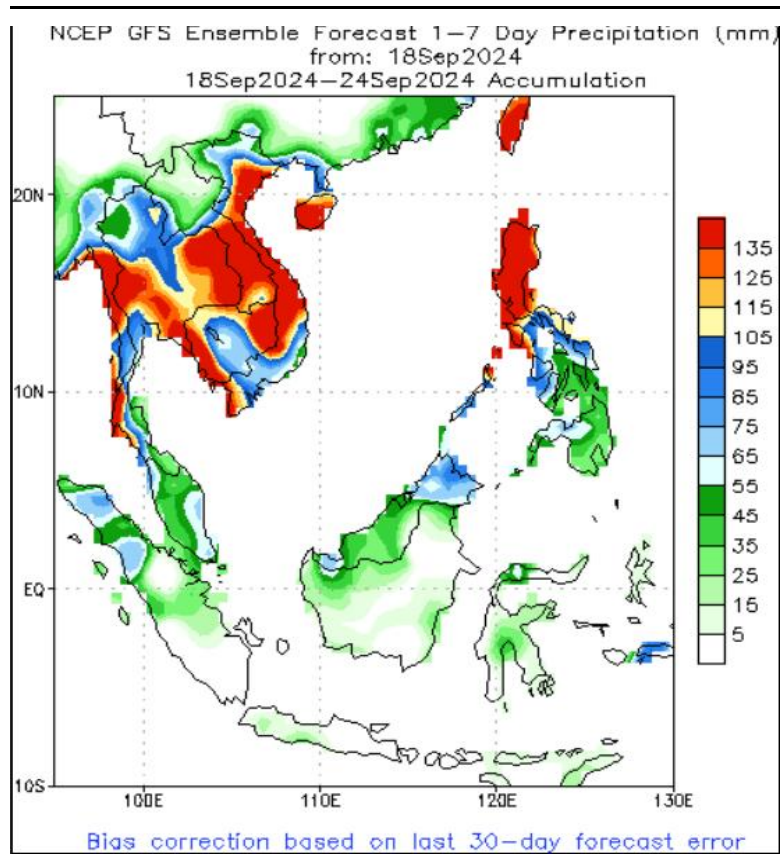 NCEP GFS Ensemble Forecast 1-7 Day Precipitation (mm)
from: 18Sep2024
18Sep2024-24Sep2024 Accumulation
20N
10N
EQ
10S
100E
110E
120E
130E
135
125
115
105
95
85
75
65
55
45
35
25
15
5
Bias correction based on last 30-day forecast error